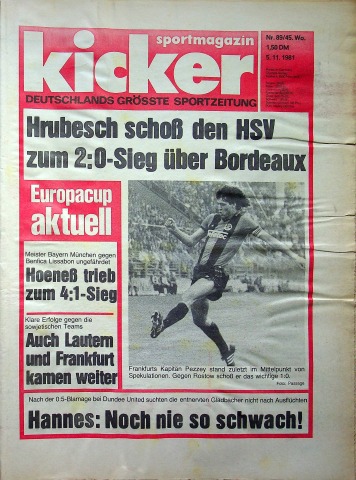 sportmagazin
kicker
DEUTSCHLANDS GRÖSSTE SPORTZEITUNG
Nr. 89/45. Wo.
1,50 DM
5. 11. 1981
Hrubesch schoß den HSV
zum 2:0-Sieg über Bordeaux
Europacup
aktuell
Meister Bayern München gegen
Benfica Lissabon ungefährdet
Hoeneß trieb
zum 4:1-Sieg
Klare Erfolge gegen die
sowjetischen Teams
Auch Lautern
und Frankfurt
kamen weiter
Frankfurts Kapitän Pezzey stand zuletzt im Mittelpunkt von
Spekulationen. Gegen Rostow schoß er das wichtige 1:0.
Foto:
Nach der 0:5-Blamage bei Dundee United suchten die entnervten Gladbacher nicht nach Ausflüchten
Hannes: Noch nie so schwach!